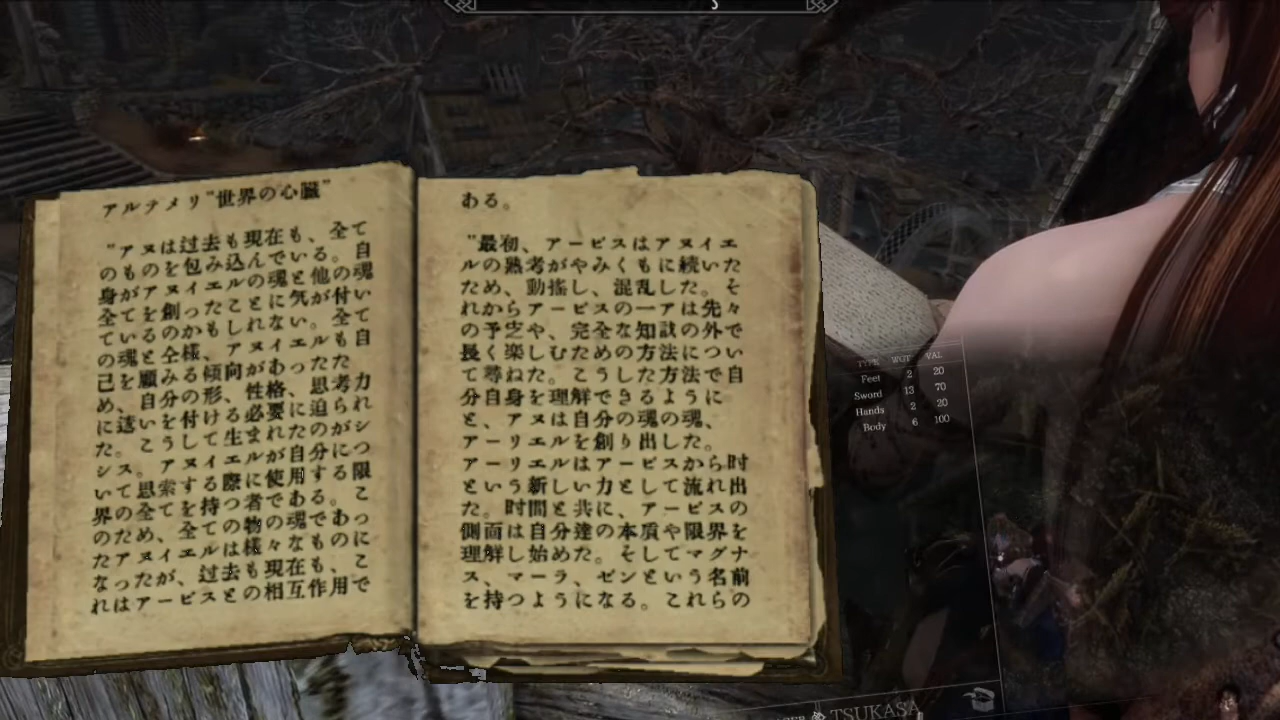 アルテメリ"世界の心臓"
"アヌは过去も現在も、全て
のものを包み込んでいる。自
身がアヌイエルの魂と他の魂
全てを創ったことに気が付い
ているのかもしれない。全て
の魂と仝様、アヌイエルも自
己を顧みる傾向があったた
め、自分の形、性格、思考力
に违いを付ける必要に迫られ
た。こうして生まれたのがシ
シス。アヌイエルが自分につ
いて思索する際に使用する限
界の全てを持つ者である。こ
のため、全ての物の魂であっ
たアヌイエルは様々なものに
なったが、过去も現在も、こ
れはアービスとの相互作用で
ある。
"最初、アービスはアヌイエ
ルの熟考がやみくもに続いた
ため、動揺し、混乱した。そ
れからアービスの一アは先々
の予定や、完全な知識の外で
長く楽しむための方法につい
て尋ねた。こうした方法で自
分自身を理解できるように
と、アヌは自分の魂の魂、
アーリエルを創り出した。
アーリエルはアービスから时
という新しい力として流れ出
た。时間と共に、アービスの
側面は自分達の本質や限界を
理解し始めた。そしてマグナ
ス、マーラ、ゼンという名前
を持つようになる。これらの
TYPE WGT VAL
Feet 2 20
Sword 13 70
Hands 2 20
Body 6 100
TSUKASA
S